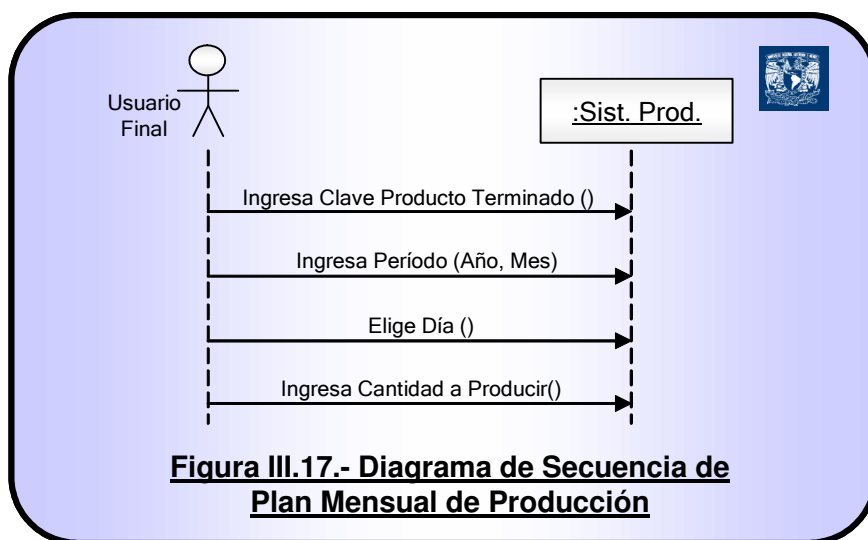 Usuario
Final
:Sist. Prod.
Ingresa Clave Producto Terminado ()
Ingresa Período (Año, Mes)
Elige Día ()
Ingresa Cantidad a Producir()
Figura III.17.- Diagrama de Secuencia de
Plan Mensual de Producción